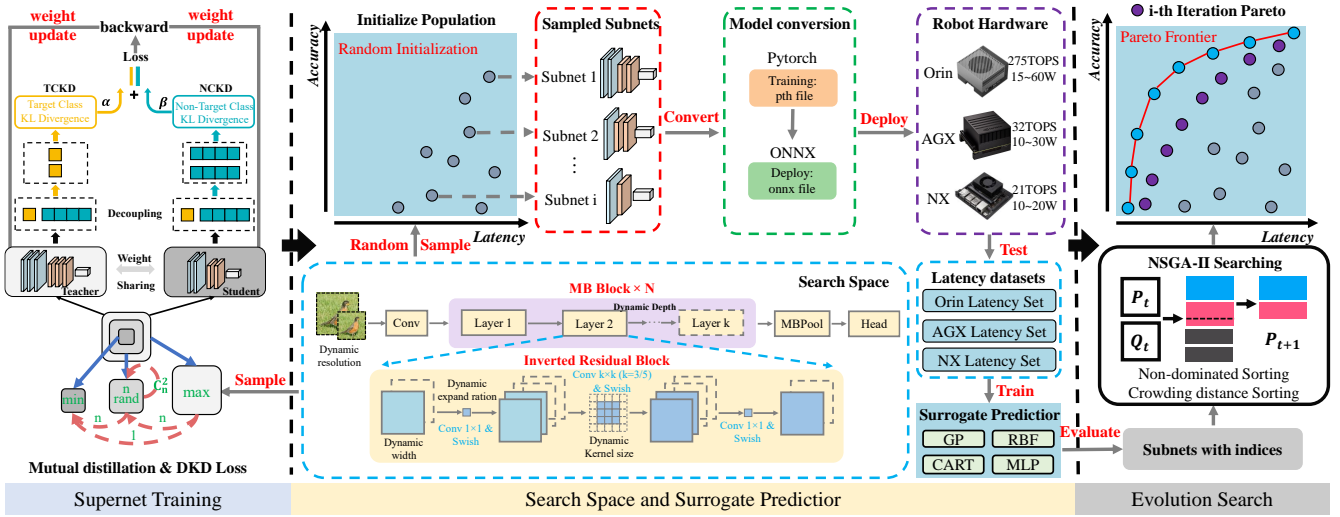 weight
update
backward
weight
update
Loss
TCKD
α
+
β
NCKD
Target Class
KL Divergence
Non-Target Class
KL Divergence
Decoupling
Weight
Sharing
Teacher
Student
min
n
rand
C²ₙ
max
n
n
1
Sample
Mutual distillation & DKD Loss
Supernet Training
Initialize Population
Accuracy
Random Initialization
Latency
Random Sample
Sampled Subnets
Subnet 1
Subnet 2
⋮
Subnet i
Convert
Model conversion
Pytorch
Training:
pth file
ONNX
Deploy:
onnx file
Deploy
Robot Hardware
Orin
275TOPS
15~60W
AGX
32TOPS
10~30W
NX
21TOPS
10~20W
Test
Search Space
MB Block × N
Dynamic Depth
Dynamic
resolution
Conv
Layer 1
Layer 2
Layer k
MBPool
Head
Inverted Residual Block
Dynamic
width
Dynamic
expand ration
Conv 1×1 &
Swish
Conv k×k (k=3/5)
& Swish
Dynamic
Kernel size
Conv 1×1 &
Swish
Latency datasets
Orin Latency Set
AGX Latency Set
NX Latency Set
Train
Surrogate Predictior
GP
RBF
CART
MLP
Evaluate
Search Space and Surrogate Predictior
i-th Iteration Pareto
Accuracy
Pareto Frontier
Latency
NSGA-II Searching
Pₜ
Qₜ
Pₜ₊₁
Non-dominated Sorting
Crowding distance Sorting
Subnets with indices
Evolution Search